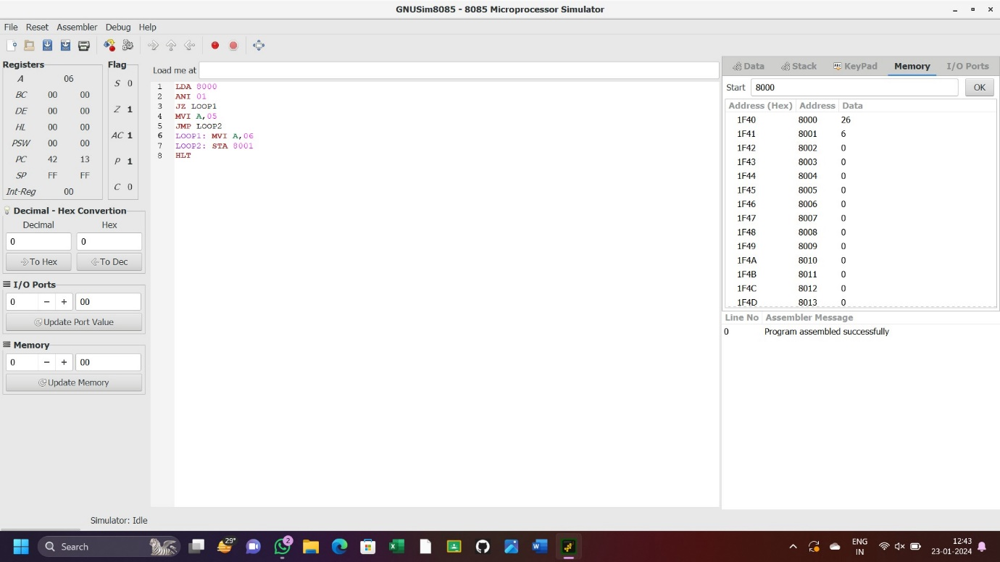 GNUSim8085 - 8085 Microprocessor Simulator
File Reset Assembler Debug Help
Registers
A 06
BC 00 00
DE 00 00
HL 00 00
PSW 00 00
PC 42 13
SP FF FF
Int-Reg 00
Flag
S 0
Z 1
AC 1
P 1
C 0
Decimal - Hex Convertion
Decimal Hex
0 0
To Hex To Dec
I/O Ports
0 − + 00
Update Port Value
Memory
0 − + 00
Update Memory
Load me at
1 LDA 8000
2 ANI 01
3 JZ LOOP1
4 MVI A,05
5 JMP LOOP2
6 LOOP1: MVI A,06
7 LOOP2: STA 8001
8 HLT
Data Stack KeyPad Memory I/O Ports
Start 8000 OK
Address (Hex) Address Data
1F40 8000 26
1F41 8001 6
1F42 8002 0
1F43 8003 0
1F44 8004 0
1F45 8005 0
1F46 8006 0
1F47 8007 0
1F48 8008 0
1F49 8009 0
1F4A 8010 0
1F4B 8011 0
1F4C 8012 0
1F4D 8013 0
Line No Assembler Message
0 Program assembled successfully
Simulator: Idle
Search
29°
2
ENG
IN
12:43
23-01-2024